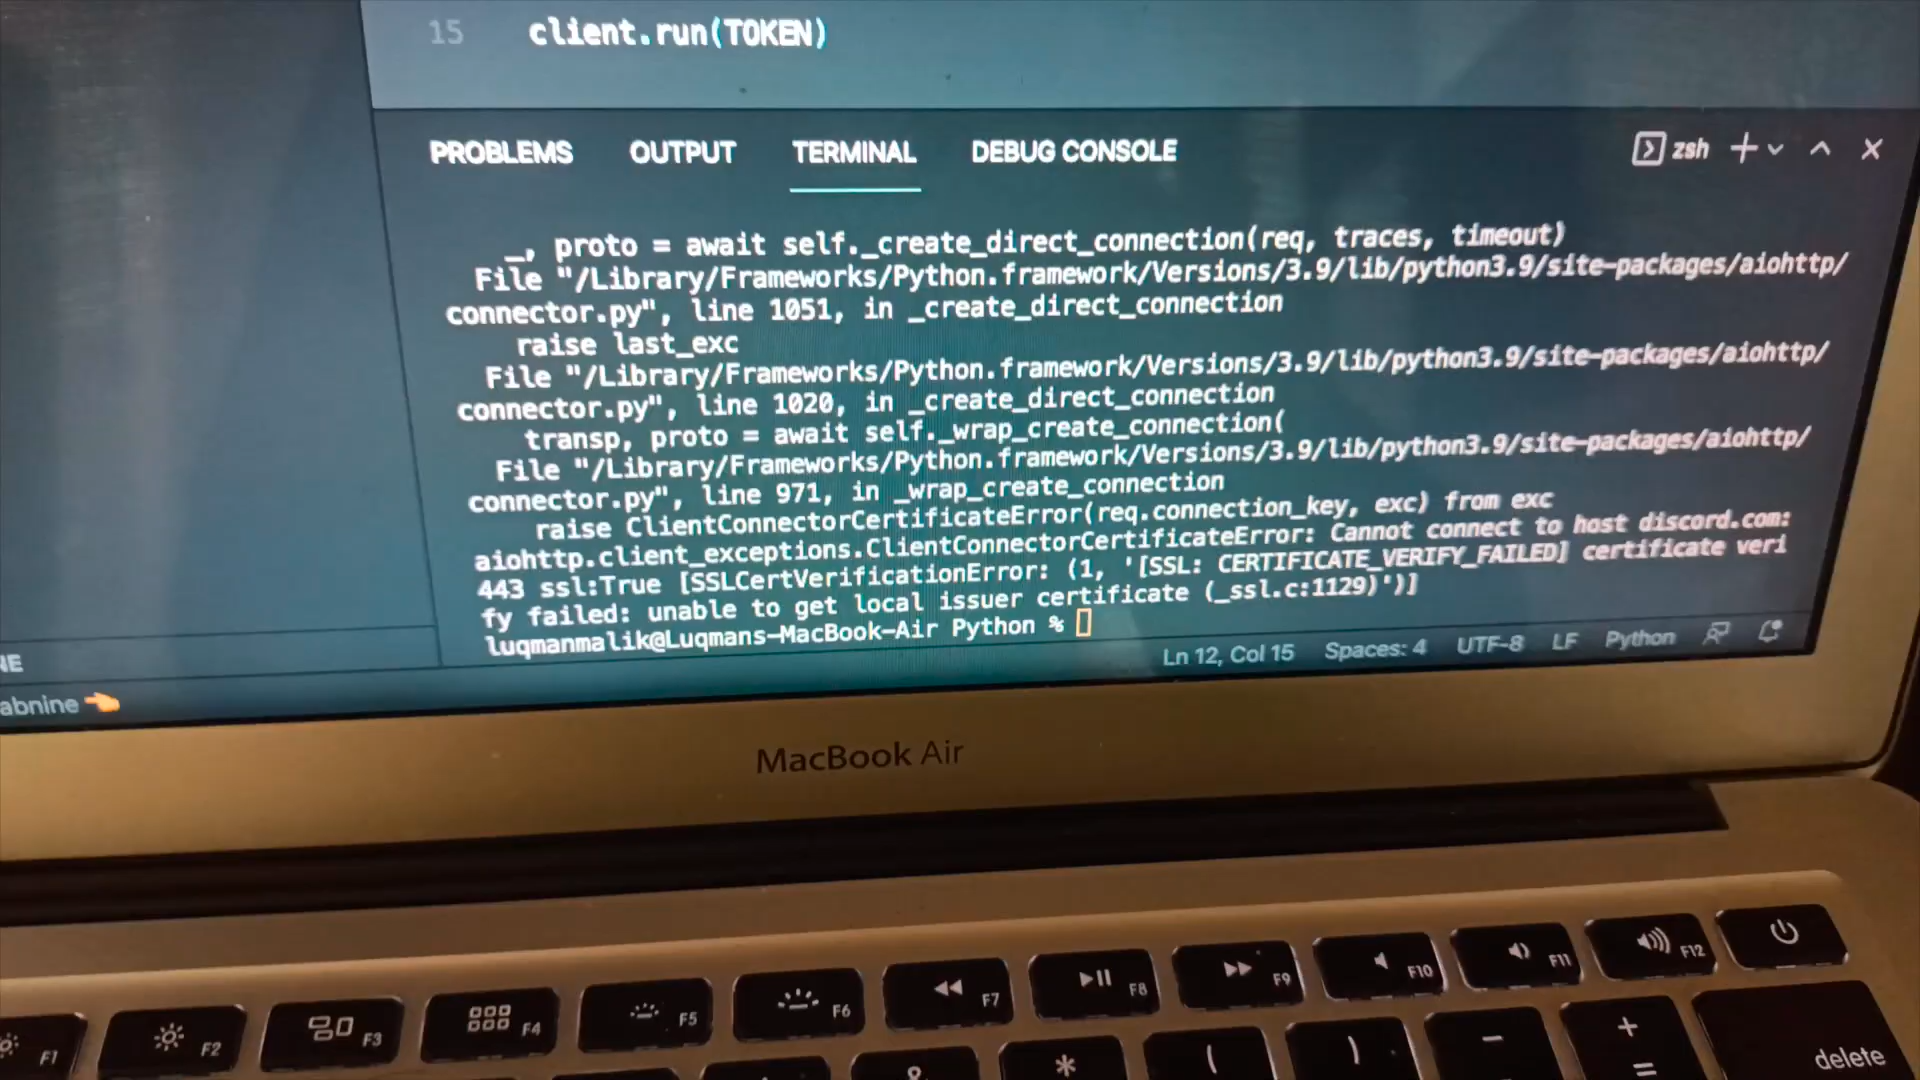 15 client.run(TOKEN)
PROBLEMS OUTPUT TERMINAL DEBUG CONSOLE zsh
_, proto = await self._create_direct_connection(req, traces, timeout)
File "/Library/Frameworks/Python.framework/Versions/3.9/lib/python3.9/site-packages/aiohttp/
connector.py", line 1051, in _create_direct_connection
raise last_exc
File "/Library/Frameworks/Python.framework/Versions/3.9/lib/python3.9/site-packages/aiohttp/
connector.py", line 1020, in _create_direct_connection
transp, proto = await self._wrap_create_connection(
File "/Library/Frameworks/Python.framework/Versions/3.9/lib/python3.9/site-packages/aiohttp/
connector.py", line 971, in _wrap_create_connection
raise ClientConnectorCertificateError(req.connection_key, exc) from exc
aiohttp.client_exceptions.ClientConnectorCertificateError: Cannot connect to host discord.com:
443 ssl:True [SSLCertVerificationError: (1, '[SSL: CERTIFICATE_VERIFY_FAILED] certificate veri
fy failed: unable to get local issuer certificate (_ssl.c:1129)')]
luqmanmalik@Luqmans-MacBook-Air Python %
NE
abnine
Ln 12, Col 15 Spaces: 4 UTF-8 LF Python
MacBook Air
F1 F2 F3 F4 F5 F6 F7 F8 F9 F10 F11 F12
* ( ) - + =
delete